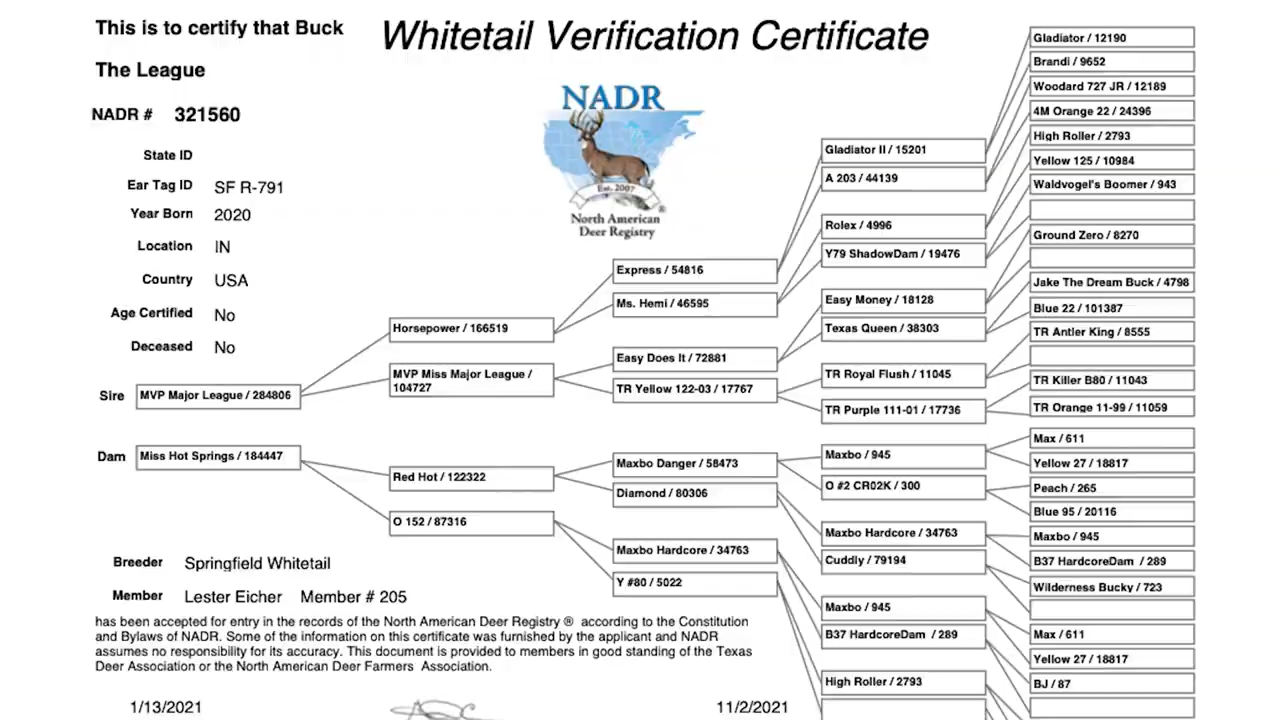 This is to certify that Buck
Whitetail Verification Certificate
The League
NADR # 321560
NADR
Est. 2007
North American
Deer Registry
State ID
Ear Tag ID SF R-791
Year Born 2020
Location IN
Country USA
Age Certified No
Deceased No
Sire MVP Major League / 284806
Dam Miss Hot Springs / 184447
Horsepower / 166519
MVP Miss Major League /
104727
Red Hot / 122322
O 152 / 87316
Express / 54816
Ms. Hemi / 46595
Easy Does It / 72881
TR Yellow 122-03 / 17767
Maxbo Danger / 58473
Diamond / 80306
Maxbo Hardcore / 34763
Y #80 / 5022
Gladiator II / 15201
A 203 / 44139
Rolex / 4996
Y79 ShadowDam / 19476
Easy Money / 18128
Texas Queen / 38303
TR Royal Flush / 11045
TR Purple 111-01 / 17736
Maxbo / 945
O #2 CR02K / 300
Maxbo Hardcore / 34763
Cuddly / 79194
Maxbo / 945
B37 HardcoreDam / 289
High Roller / 2793
Gladiator / 12190
Brandi / 9652
Woodard 727 JR / 12189
4M Orange 22 / 24396
High Roller / 2793
Yellow 125 / 10984
Waldvogel's Boomer / 943
Ground Zero / 8270
Jake The Dream Buck / 4798
Blue 22 / 101387
TR Antler King / 8555
TR Killer B80 / 11043
TR Orange 11-99 / 11059
Max / 611
Yellow 27 / 18817
Peach / 265
Blue 95 / 20116
Maxbo / 945
B37 HardcoreDam / 289
Wilderness Bucky / 723
Max / 611
Yellow 27 / 18817
BJ / 87
Breeder Springfield Whitetail
Member Lester Eicher Member # 205
has been accepted for entry in the records of the North American Deer Registry ® according to the Constitution
and Bylaws of NADR. Some of the information on this certificate was furnished by the applicant and NADR
assumes no responsibility for its accuracy. This document is provided to members in good standing of the Texas
Deer Association or the North American Deer Farmers Association.
1/13/2021
11/2/2021